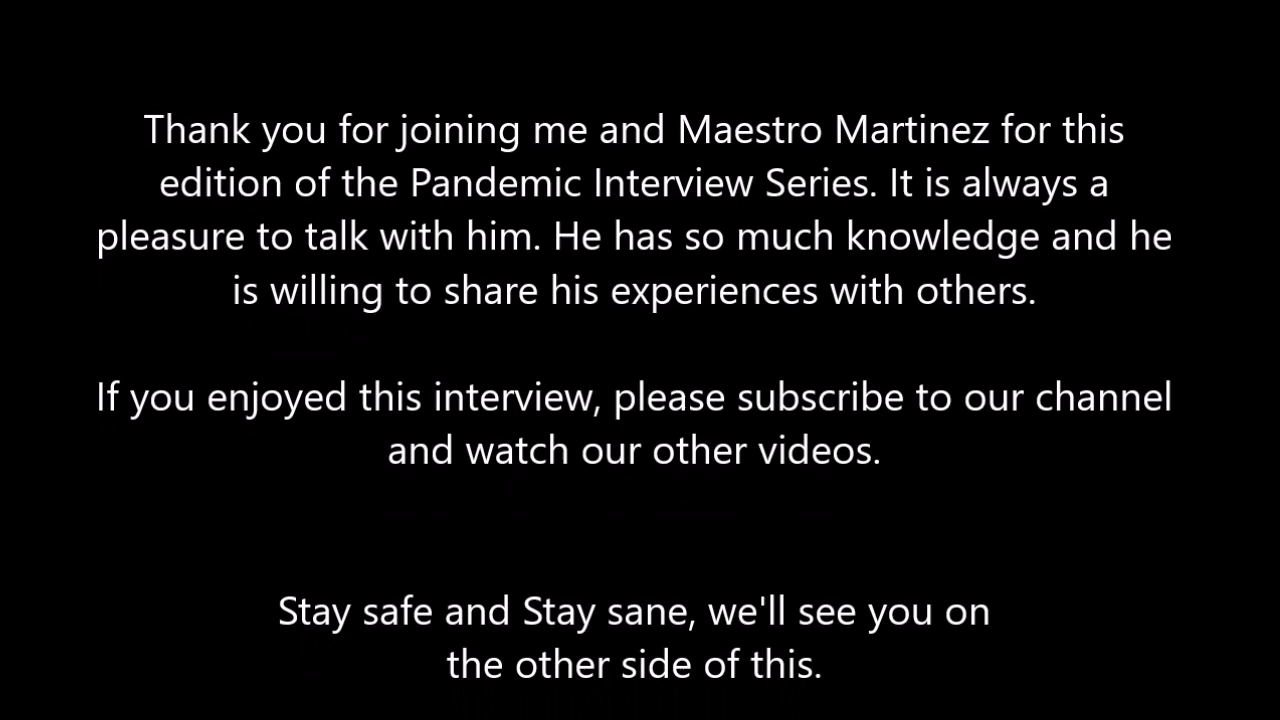 Thank you for joining me and Maestro Martinez for this
edition of the Pandemic Interview Series. It is always a
pleasure to talk with him. He has so much knowledge and he
is willing to share his experiences with others.
If you enjoyed this interview, please subscribe to our channel
and watch our other videos.
Stay safe and Stay sane, we'll see you on
the other side of this.